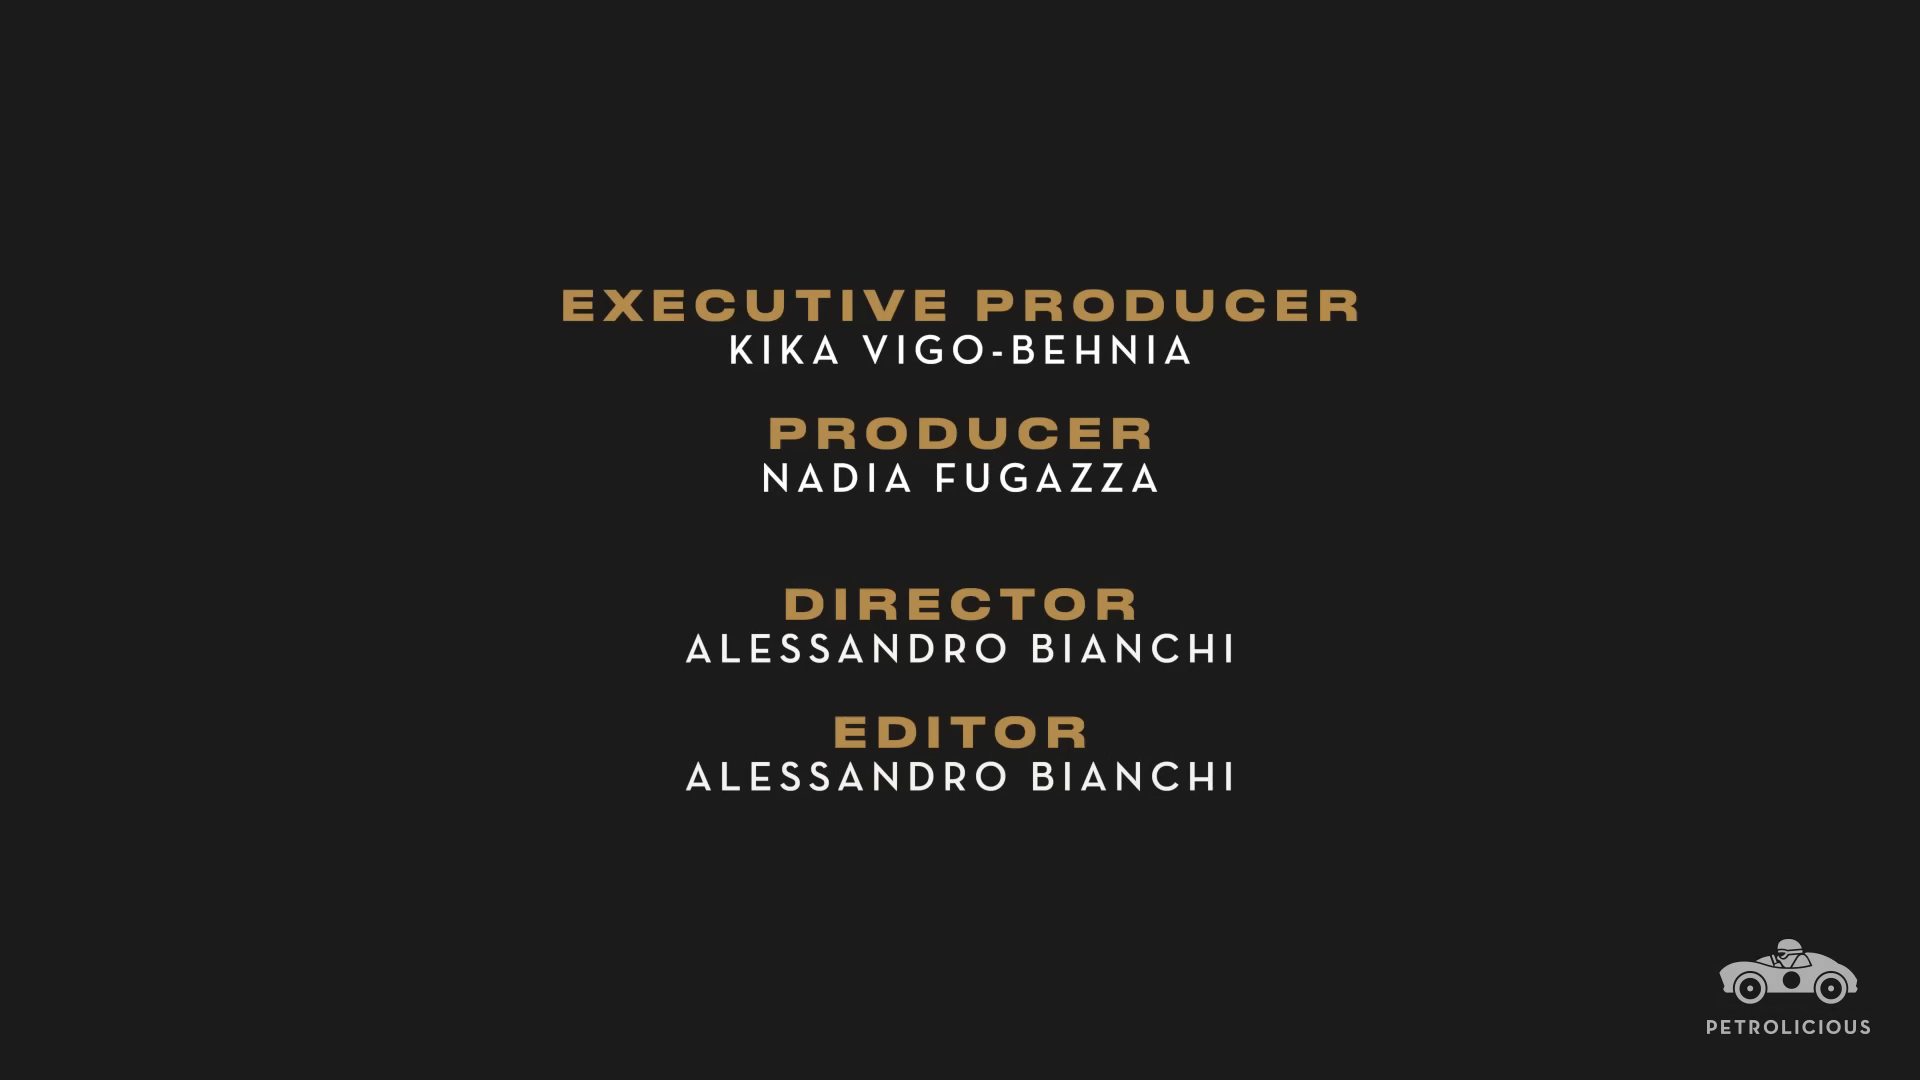 EXECUTIVE PRODUCER
KIKA VIGO-BEHNIA
PRODUCER
NADIA FUGAZZA
DIRECTOR
ALESSANDRO BIANCHI
EDITOR
ALESSANDRO BIANCHI
PETROLICIOUS